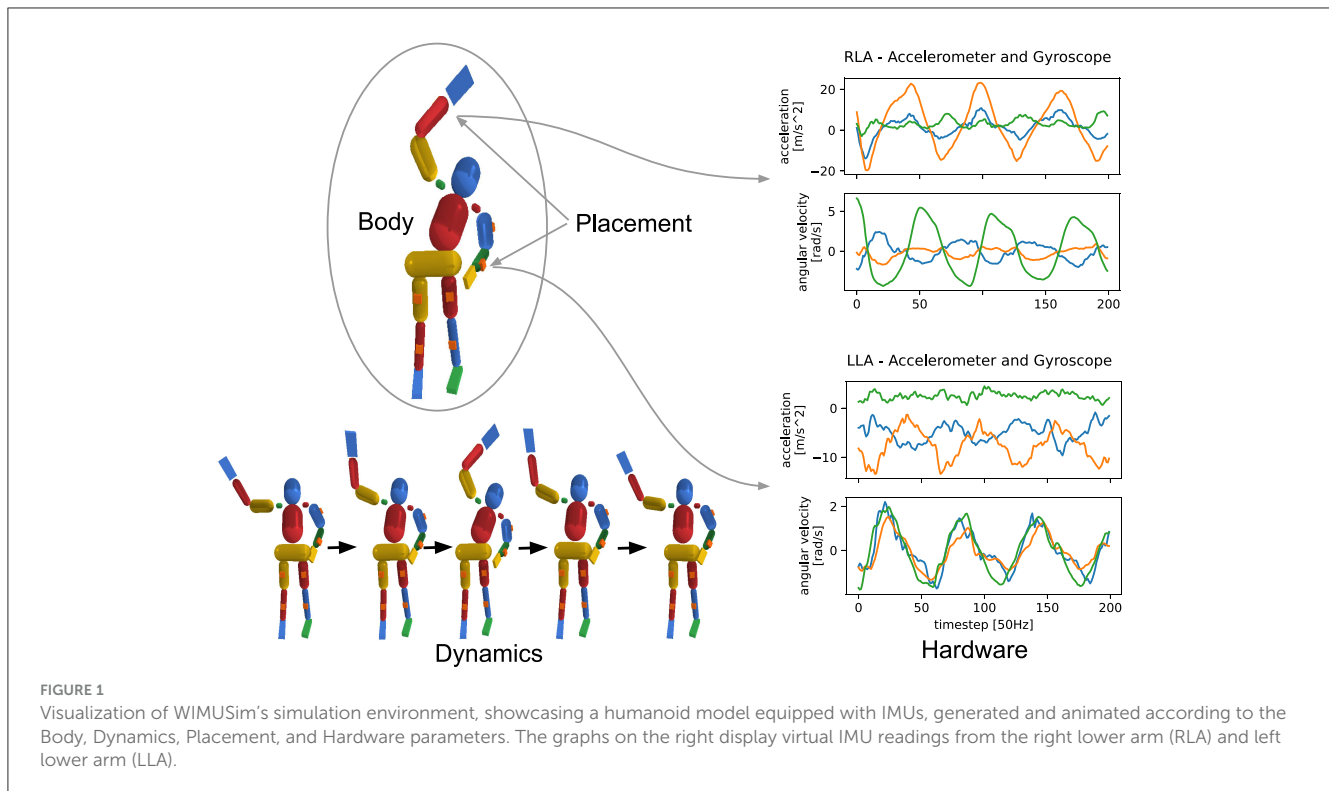 Body
Placement
Dynamics
RLA - Accelerometer and Gyroscope
acceleration
[m/s^2]
20
0
−20
angular velocity
[rad/s]
5
0
0
50
150
200
LLA - Accelerometer and Gyroscope
acceleration
[m/s^2]
0
−10
angular velocity
[rad/s]
2
0
0
50
100
150
200
timestep [50Hz]
Hardware
FIGURE 1
Visualization of WIMUSim’s simulation environment, showcasing a humanoid model equipped with IMUs, generated and animated according to the
Body, Dynamics, Placement, and Hardware parameters. The graphs on the right display virtual IMU readings from the right lower arm (RLA) and left
lower arm (LLA).